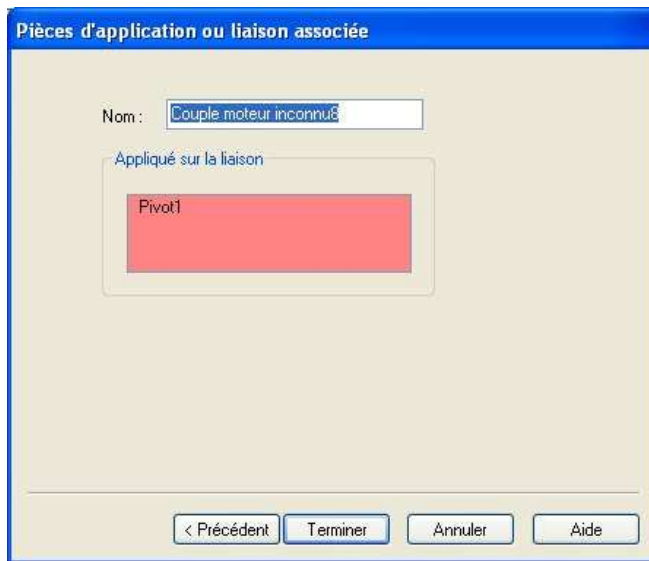 Pièces d'application ou liaison associée
Nom :
Couple moteur inconnu8
Appliqué sur la liaison
Pivot1
< Précédent
Terminer
Annuler
Aide